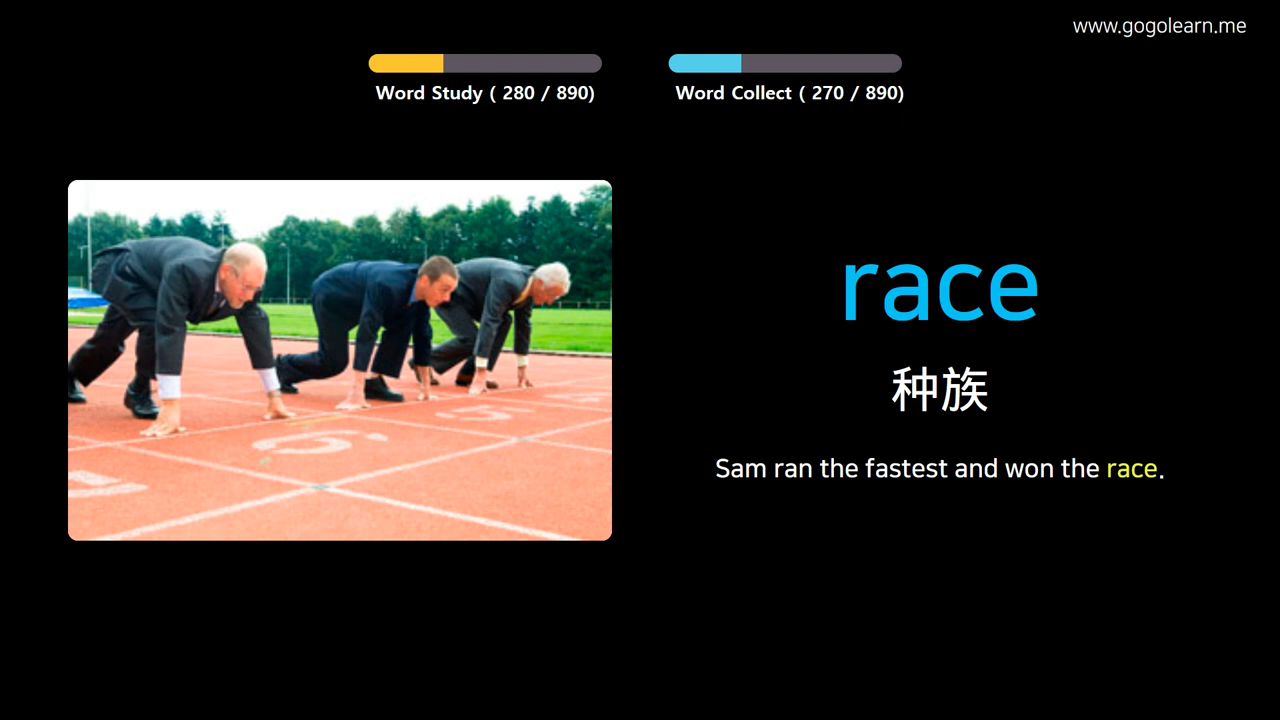 www.gogolearn.me
Word Study ( 280 / 890)
Word Collect ( 270 / 890)
race
种族
Sam ran the fastest and won the race.